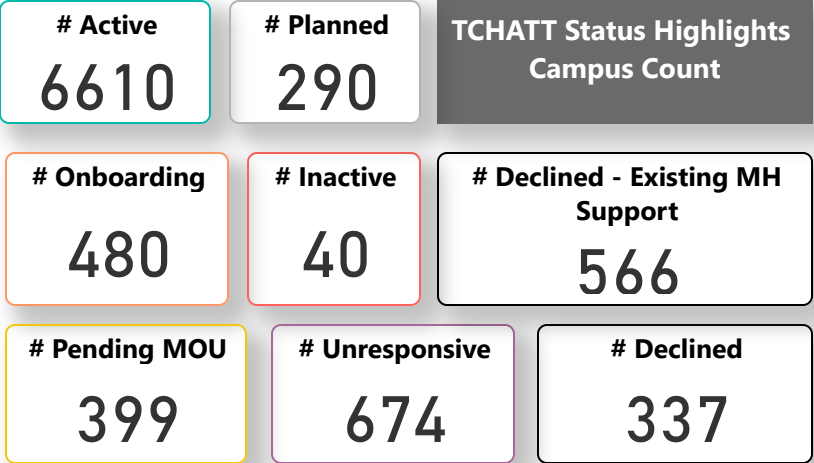 # Active
6610
# Planned
290
TCHATT Status Highlights
Campus Count
# Onboarding
480
# Inactive
40
# Declined - Existing MH
Support
566
# Pending MOU
399
# Unresponsive
674
# Declined
337